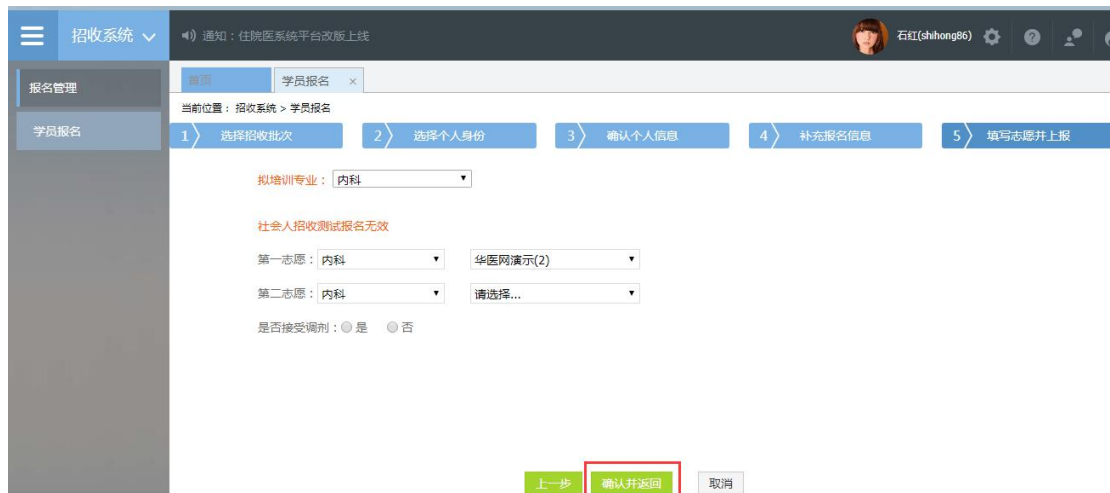 招收系统
通知：住院医系统平台改版上线
石红(shihong86)
报名管理
学员报名
首页
学员报名 ×
当前位置： 招收系统 > 学员报名
1 选择招收批次
2 选择个人身份
3 确认个人信息
4 补充报名信息
5 填写志愿并上报
拟培训专业： 内科
社会人招收测试报名无效
第一志愿： 内科 华医网演示(2)
第二志愿： 内科 请选择...
是否接受调剂： 是 否
上一步 确认并返回 取消